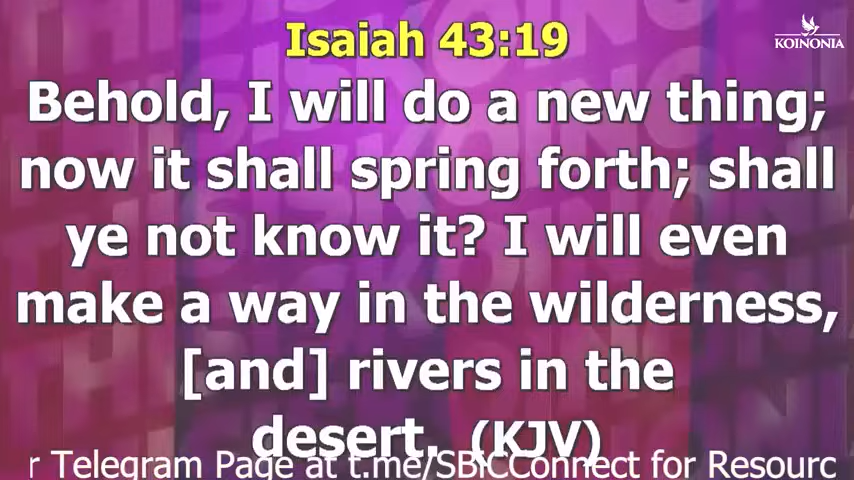 Isaiah 43:19
KOINONIA
Behold, I will do a new thing;
now it shall spring forth; shall
ye not know it? I will even
make a way in the wilderness,
[and] rivers in the
desert. (KJV)
r Telegram Page at t.me/SBICConnect for Resourc